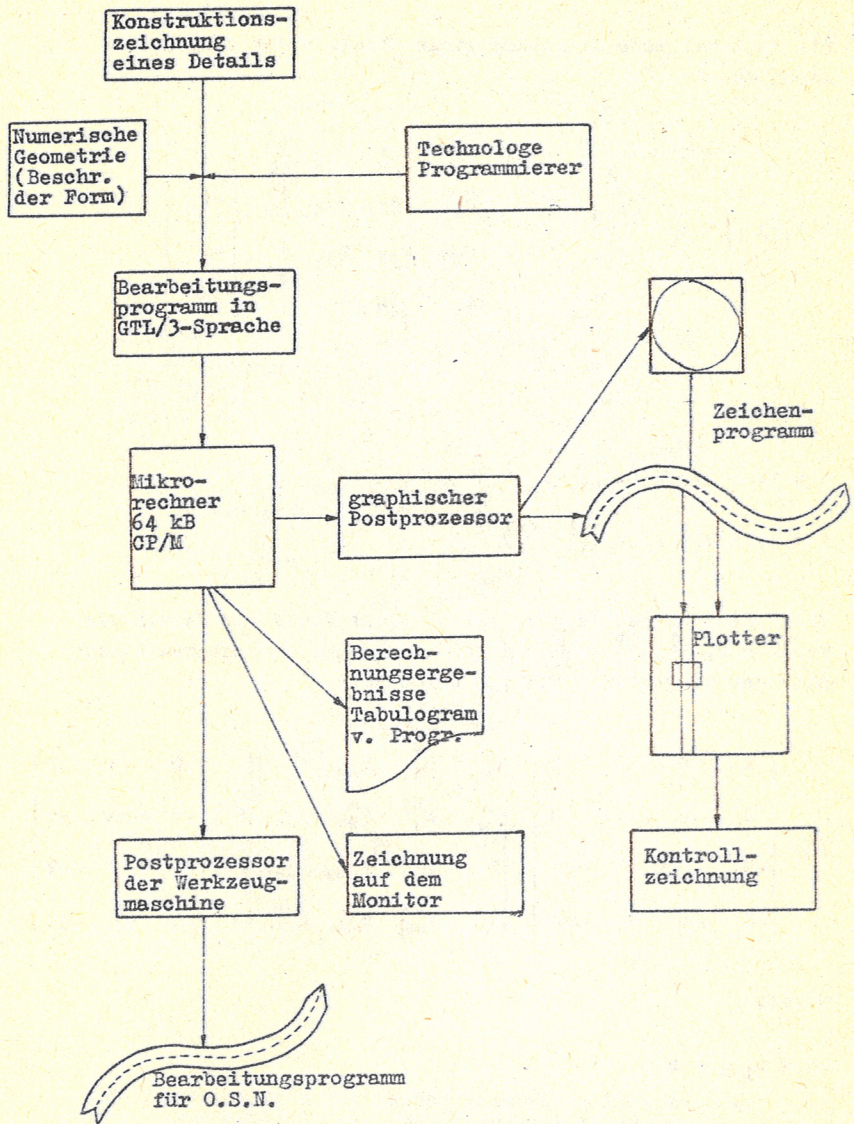 Konstruktions-
zeichnung
eines Details
Numerische
Geometrie
(Beschr.
der Form)
Technologe
Programmierer
Bearbeitungs-
programm in
GTL/3-Sprache
Zeichen-
programm
Mikro-
rechner
64 kB
CP/M
graphischer
Postprozessor
Plotter
Berech-
nungserge-
bnisse
Tabulogram
v. Progr.
Postprozessor
der Werkzeug-
maschine
Zeichnung
auf dem
Monitor
Kontroll-
zeichnung
Bearbeitungsprogramm
für O.S.N.